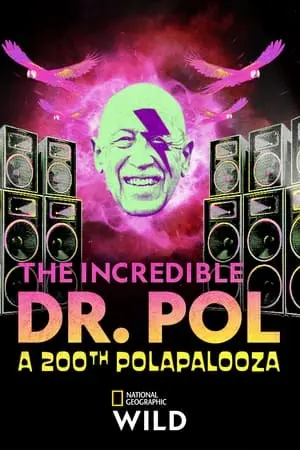 THE INCREDIBLE
DR. POL
A 200TH POLAPALOOZA
NATIONAL
GEOGRAPHIC
WILD